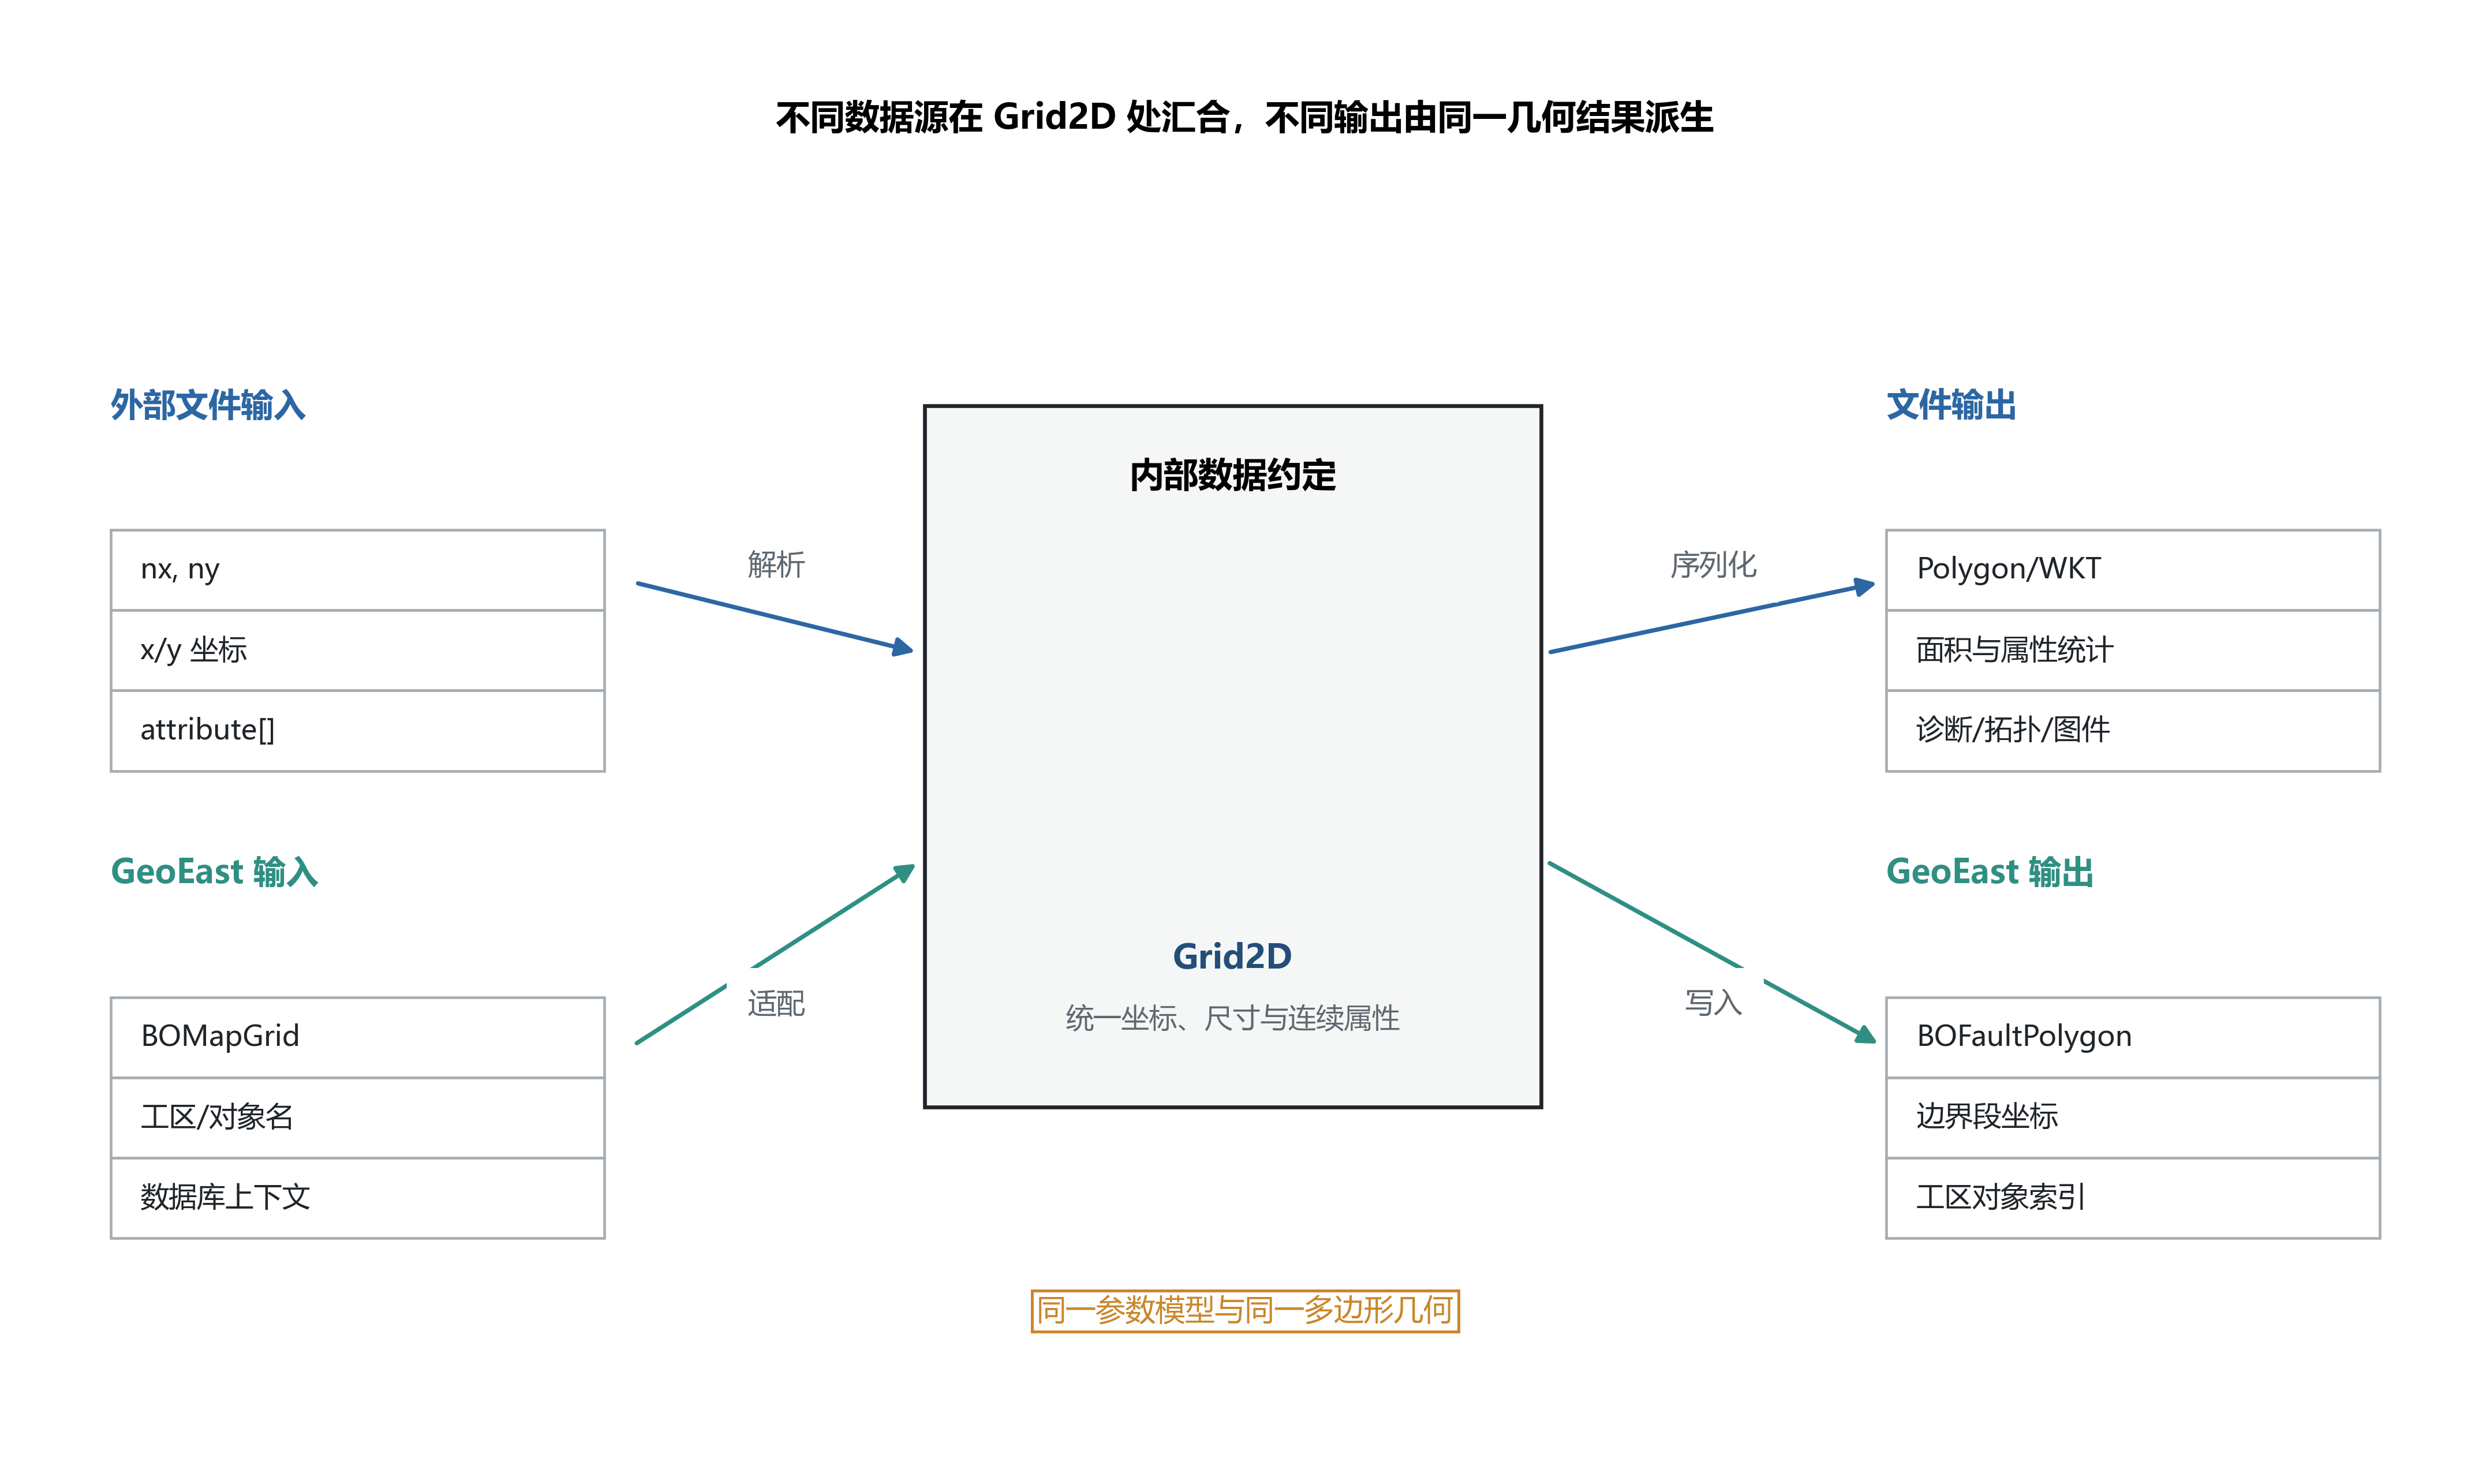 不同数据源在 Grid2D 处汇合，不同输出由同一几何结果派生
外部文件输入
nx, ny
x/y 坐标
attribute[]
GeoEast 输入
BOMapGrid
工区/对象名
数据库上下文
解析
适配
内部数据约定
Grid2D
统一坐标、尺寸与连续属性
序列化
写入
文件输出
Polygon/WKT
面积与属性统计
诊断/拓扑/图件
GeoEast 输出
BOFaultPolygon
边界段坐标
工区对象索引
同一参数模型与同一多边形几何